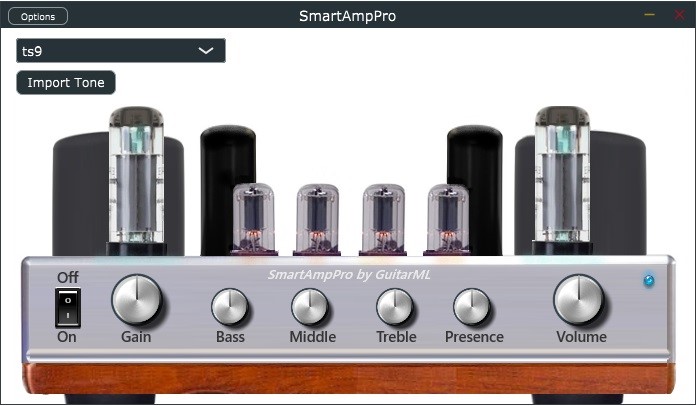 Options
SmartAmpPro
ts9
Import Tone
SmartAmpPro by GuitarML
Off
O
I
On
Gain
Bass
Middle
Treble
Presence
Volume